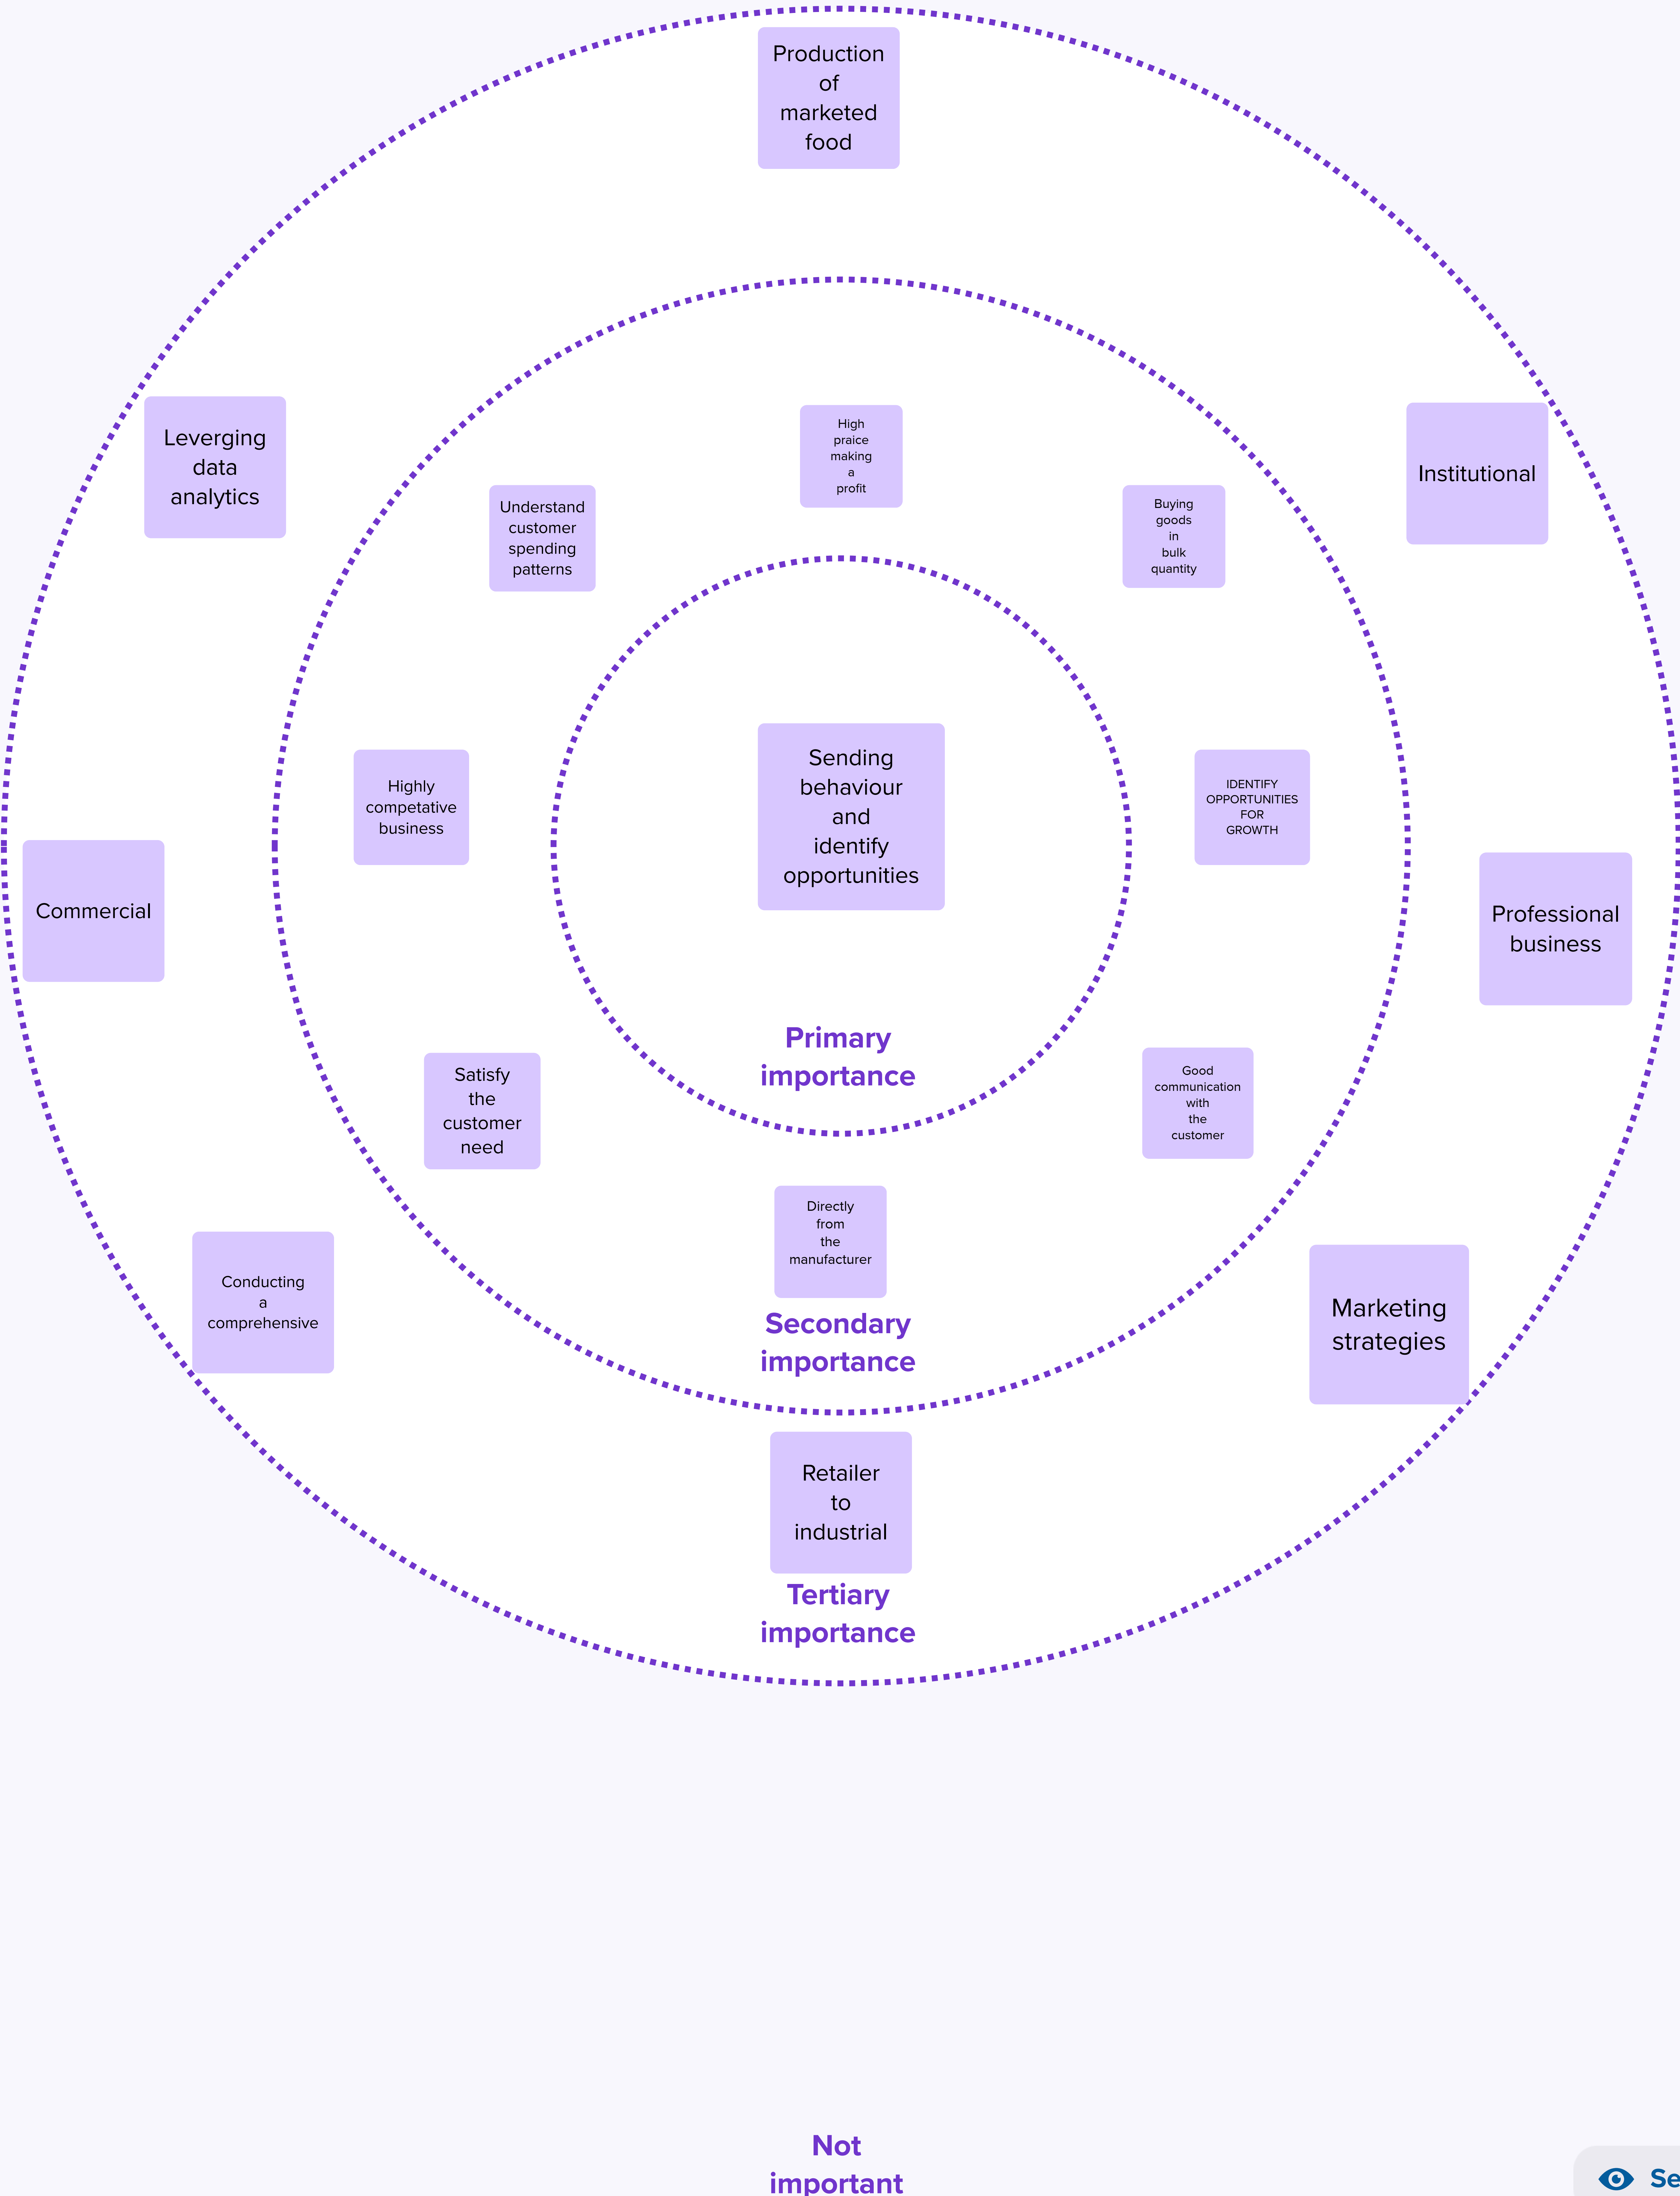 Production
of
marketed
food
Leverging
data
analytics
Institutional
High
praice
making
a
profit
Understand
customer
spending
patterns
Buying
goods
in
bulk
quantity
Sending
behaviour
and
identify
opportunities
Highly
competative
business
IDENTIFY
OPPORTUNITIES
FOR
GROWTH
Commercial
Professional
business
Primary
importance
Satisfy
the
customer
need
Good
communication
with
the
customer
Directly
from
the
manufacturer
Conducting
a
comprehensive
Marketing
strategies
Secondary
importance
Retailer
to
industrial
Tertiary
importance
Not
important
Se